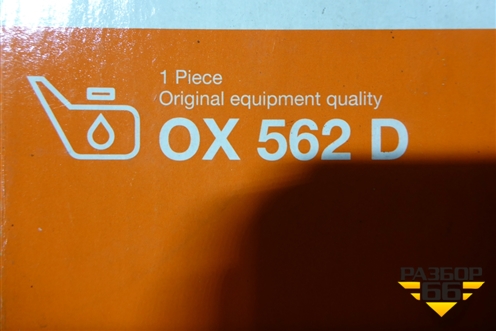 1 Piece
Original equipment quality
OX 562 D
РАЗБОР
66